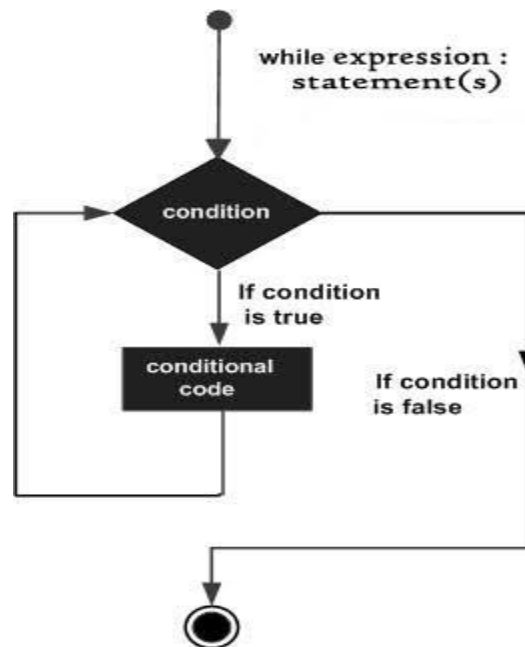 while expression :
statement(s)
condition
If condition
is true
conditional
code
If condition
is false